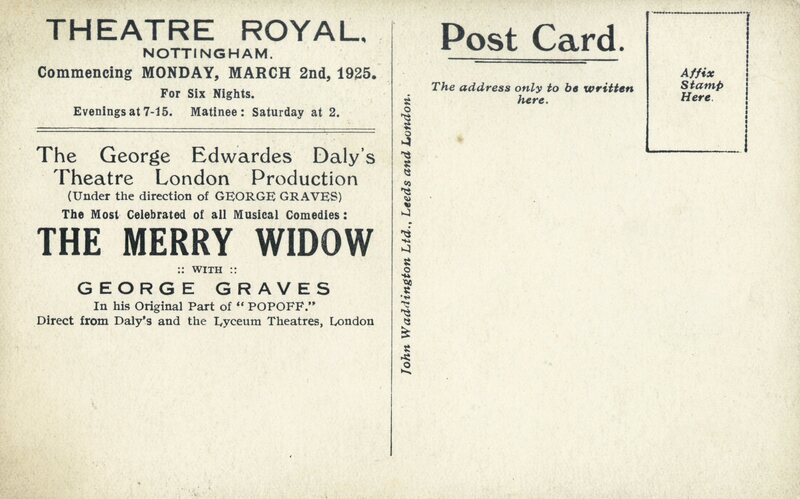 THEATRE ROYAL,
NOTTINGHAM.
Commencing MONDAY, MARCH 2nd, 1925.
For Six Nights.
Evenings at 7-15. Matinee: Saturday at 2.
The George Edwardes Daly's
Theatre London Production
(Under the direction of GEORGE GRAVES)
The Most Celebrated of all Musical Comedies:
THE MERRY WIDOW
:: WITH ::
GEORGE GRAVES
In his Original Part of "POPOFF."
Direct from Daly's and the Lyceum Theatres, London
John Waddington Ltd., Leeds and London.
Post Card.
The address only to be written
here.
Affix
Stamp
Here.